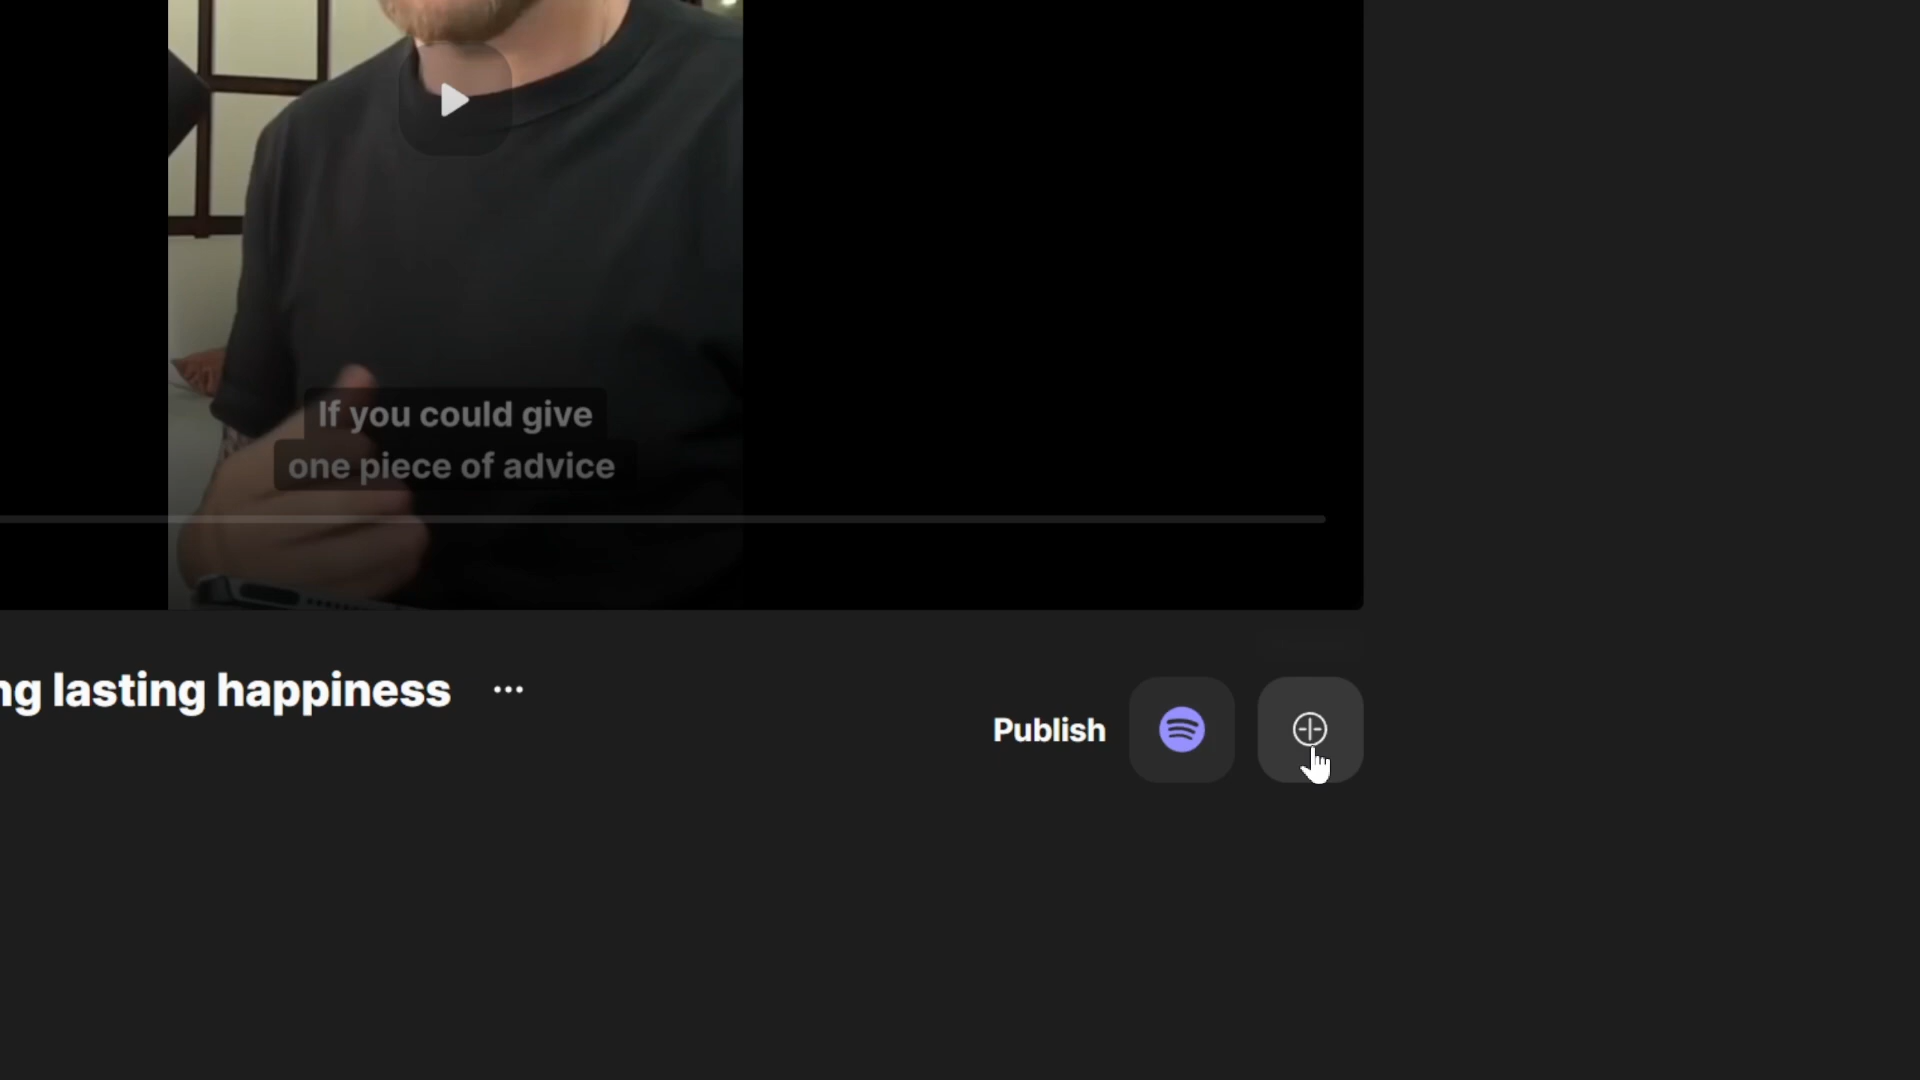 If you could give
one piece of advice
ng lasting happiness
Publish